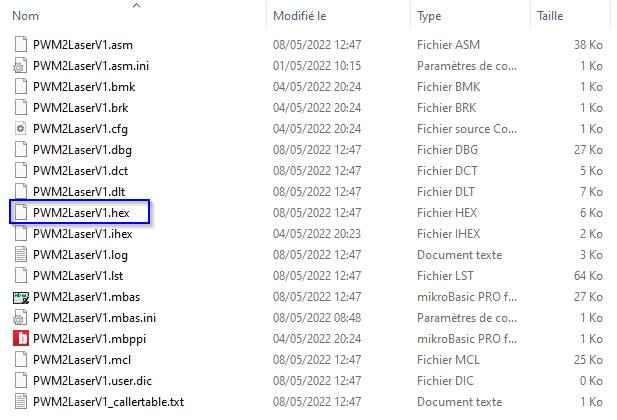 Nom Modifié le Type Taille
PWM2LaserV1.asm 08/05/2022 12:47 Fichier ASM 38 Ko
PWM2LaserV1.asm.ini 01/05/2022 10:15 Paramètres de co... 1 Ko
PWM2LaserV1.bmk 04/05/2022 20:24 Fichier BMK 1 Ko
PWM2LaserV1.brk 04/05/2022 20:24 Fichier BRK 1 Ko
PWM2LaserV1.cfg 04/05/2022 20:24 Fichier source Co... 1 Ko
PWM2LaserV1.dbg 08/05/2022 12:47 Fichier DBG 27 Ko
PWM2LaserV1.dct 08/05/2022 12:47 Fichier DCT 5 Ko
PWM2LaserV1.dlt 08/05/2022 12:47 Fichier DLT 7 Ko
PWM2LaserV1.hex 08/05/2022 12:47 Fichier HEX 6 Ko
PWM2LaserV1.ihex 04/05/2022 20:23 Fichier IHEX 2 Ko
PWM2LaserV1.log 08/05/2022 12:47 Document texte 3 Ko
PWM2LaserV1.lst 08/05/2022 12:47 Fichier LST 64 Ko
PWM2LaserV1.mbas 08/05/2022 12:47 mikroBasic PRO f... 27 Ko
PWM2LaserV1.mbas.ini 08/05/2022 08:48 Paramètres de co... 1 Ko
PWM2LaserV1.mbppi 04/05/2022 20:24 mikroBasic PRO f... 1 Ko
PWM2LaserV1.mcl 08/05/2022 12:47 Fichier MCL 25 Ko
PWM2LaserV1.user.dic 08/05/2022 12:47 Fichier DIC 0 Ko
PWM2LaserV1_callertable.txt 08/05/2022 12:47 Document texte 1 Ko